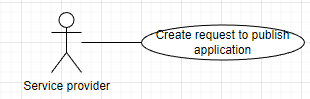 Create request to publish
application
Service provider